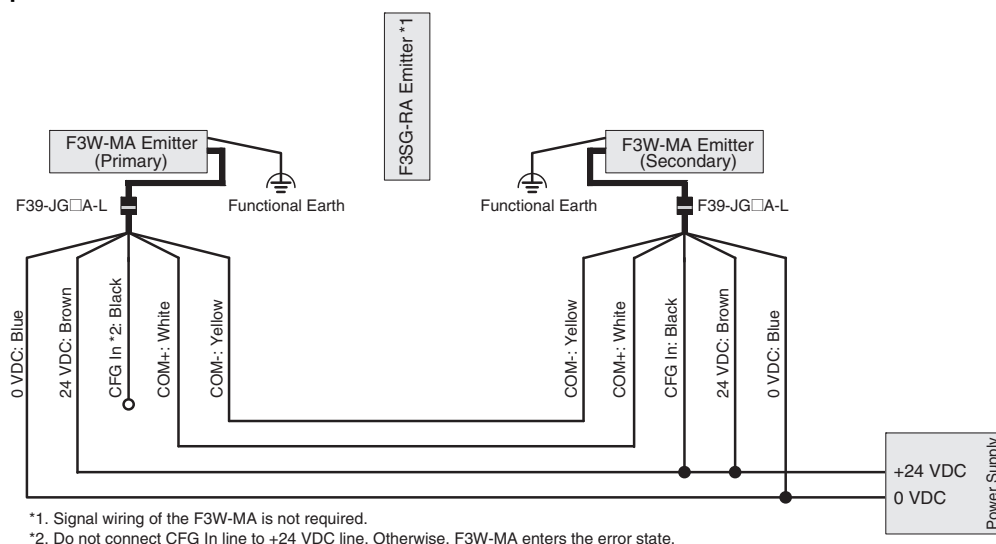 F3SG-RA Emitter *1
F3W-MA Emitter
(Primary)
F3W-MA Emitter
(Secondary)
F39-JG□A-L
Functional Earth
Functional Earth
F39-JG□A-L
0 VDC: Blue
24 VDC: Brown
CFG In *2: Black
COM+: White
COM-: Yellow
COM-: Yellow
COM+: White
CFG In: Black
24 VDC: Brown
0 VDC: Blue
+24 VDC
0 VDC
Power Supply
*1. Signal wiring of the F3W-MA is not required.
*2. Do not connect CFG In line to +24 VDC line. Otherwise, F3W-MA enters the error state.